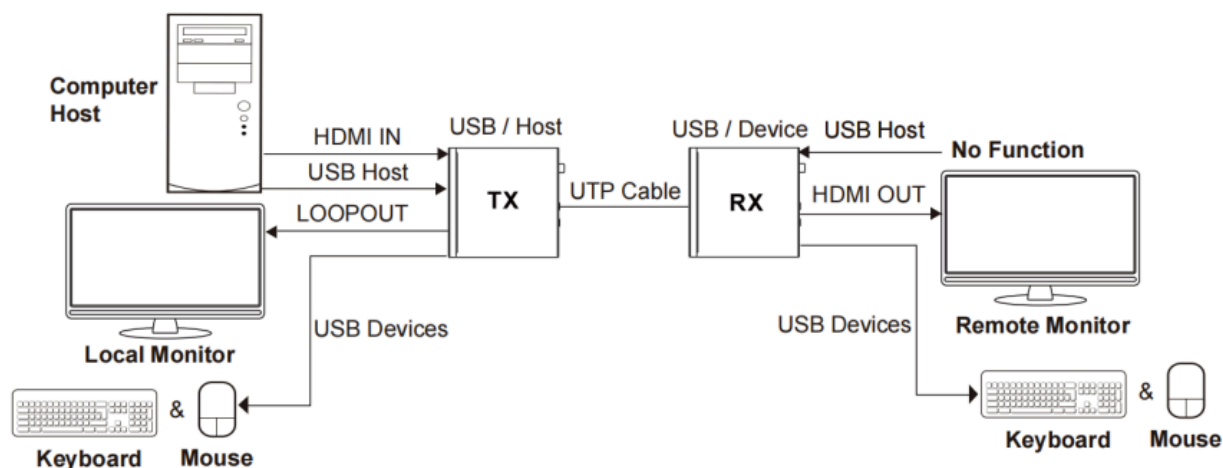 Computer
Host
HDMI IN
USB Host
LOOPOUT
USB / Host
TX
UTP Cable
USB / Device
RX
USB Host
No Function
HDMI OUT
USB Devices
Local Monitor
USB Devices
Remote Monitor
&
Keyboard Mouse
&
Keyboard Mouse